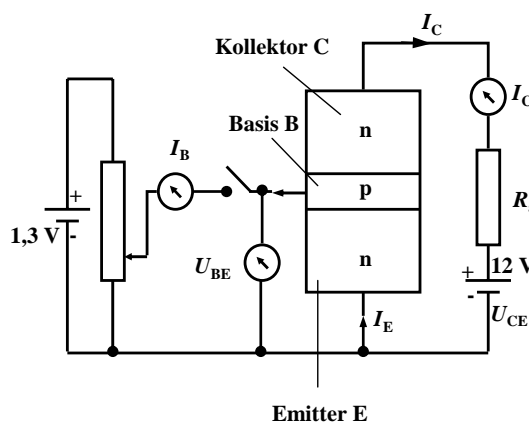 I_C
Kollektor C
I_C
Basis B
n
I_B
p
+
1,3 V
-
R
n
U_BE
12 V
+
-
U_CE
I_E
Emitter E